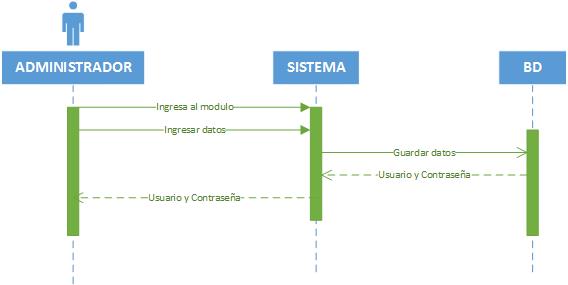 ADMINISTRADOR
SISTEMA
BD
Ingresa al modulo
Ingresar datos
Guardar datos
Usuario y Contraseña
Usuario y Contraseña